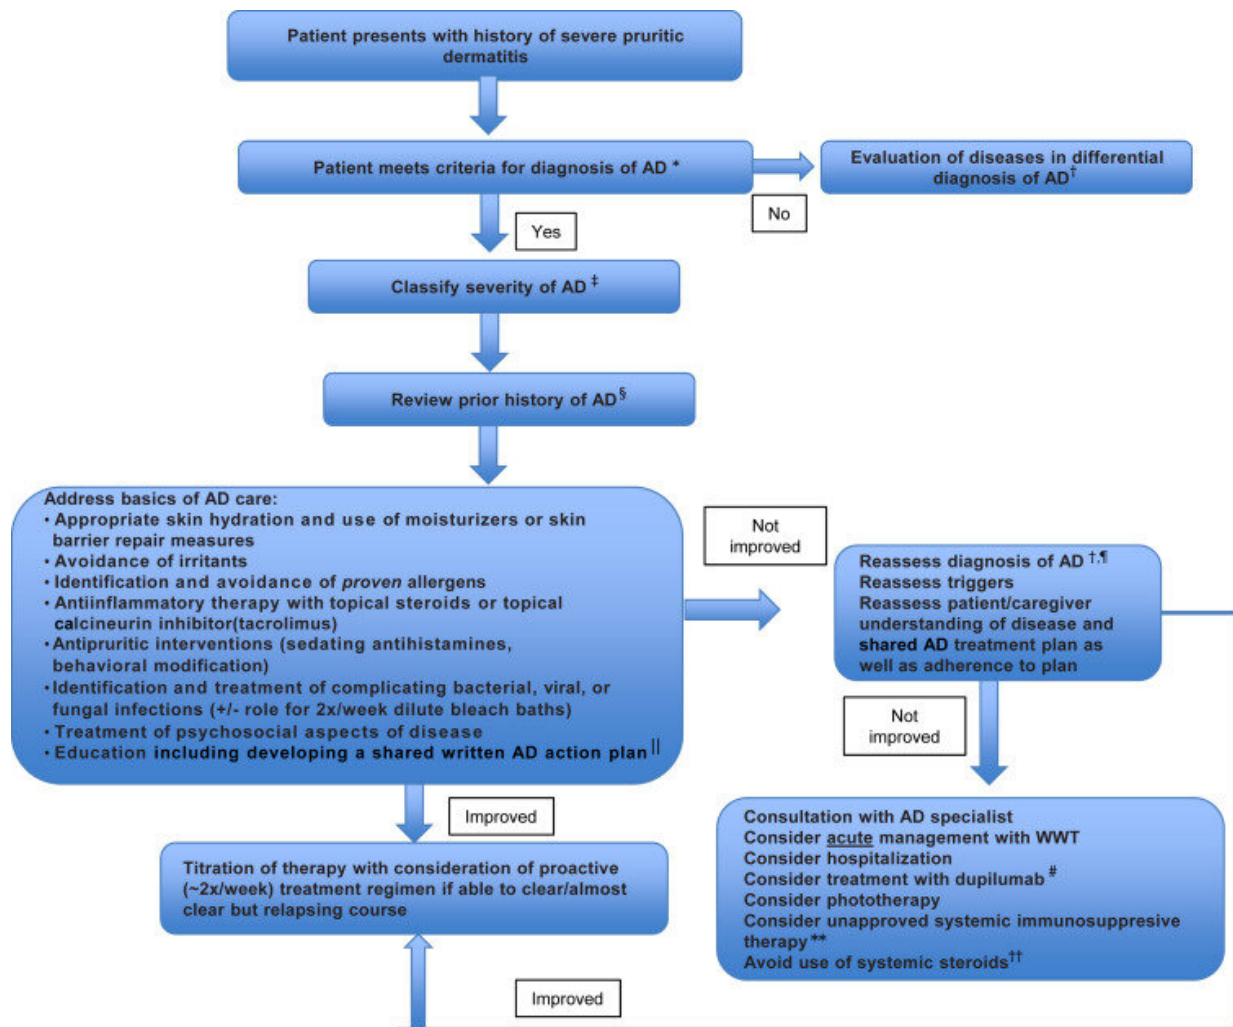 Patient presents with history of severe pruritic
dermatitis
Patient meets criteria for diagnosis of AD *
Evaluation of diseases in differential
diagnosis of AD†
No
Yes
Classify severity of AD ‡
Review prior history of AD§
Address basics of AD care:
• Appropriate skin hydration and use of moisturizers or skin
barrier repair measures
• Avoidance of irritants
• Identification and avoidance of proven allergens
• Antiinflammatory therapy with topical steroids or topical
calcineurin inhibitor(tacrolimus)
• Antipruritic interventions (sedating antihistamines,
behavioral modification)
• Identification and treatment of complicating bacterial, viral, or
fungal infections (+/- role for 2x/week dilute bleach baths)
• Treatment of psychosocial aspects of disease
• Education including developing a shared written AD action plan||
Not
improved
Reassess diagnosis of AD †,¶
Reassess triggers
Reassess patient/caregiver
understanding of disease and
shared AD treatment plan as
well as adherence to plan
Not
improved
Improved
Titration of therapy with consideration of proactive
(~2x/week) treatment regimen if able to clear/almost
clear but relapsing course
Consultation with AD specialist
Consider acute management with WWT
Consider hospitalization
Consider treatment with dupilumab #
Consider phototherapy
Consider unapproved systemic immunosuppresive
therapy **
Avoid use of systemic steroids††
Improved